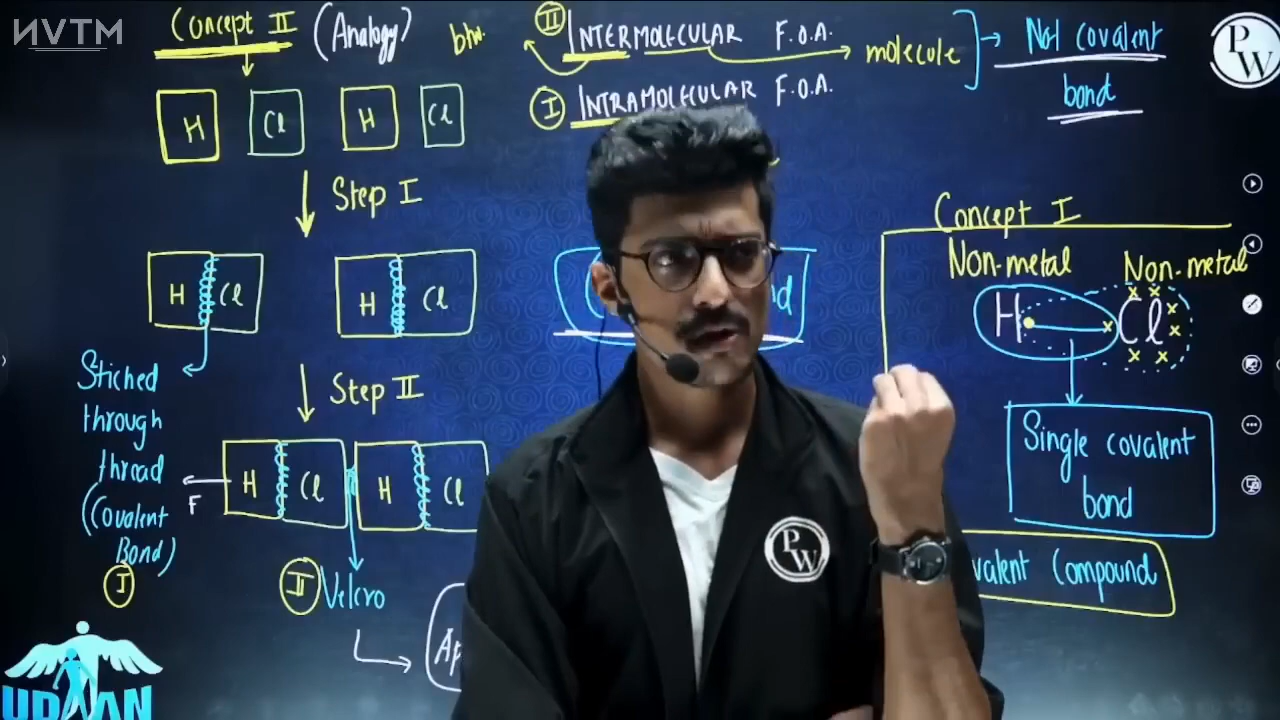 NVTM
Concept II (Analogy)
btw.
II INTERMOLECULAR F.O.A.
molecule
Not covalent
bond
I INTRAMOLECULAR F.O.A.
PW
H Cl H Cl
Step I
Concept I
Non-metal Non-metal
H Cl
H Cl H Cl
Single covalent
bond
Stiched
through
thread
(Covalent
Bond)
I
Step II
F
H Cl H Cl
II Velcro
valent Compound
PW
UDAAN